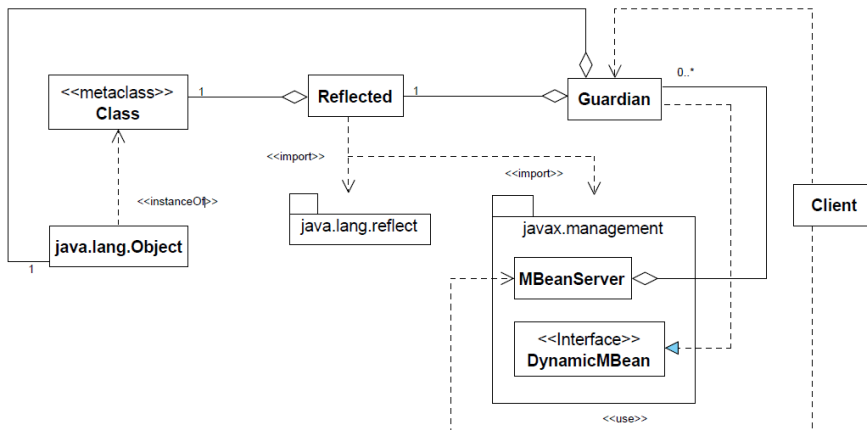 0..*
<<metaclass>>
Class
1
Reflected
1
Guardian
<<import>>
<<import>>
<<instanceOf>>
Client
java.lang.reflect
javax.management
java.lang.Object
1
MBeanServer
<<Interface>>
DynamicMBean
<<use>>